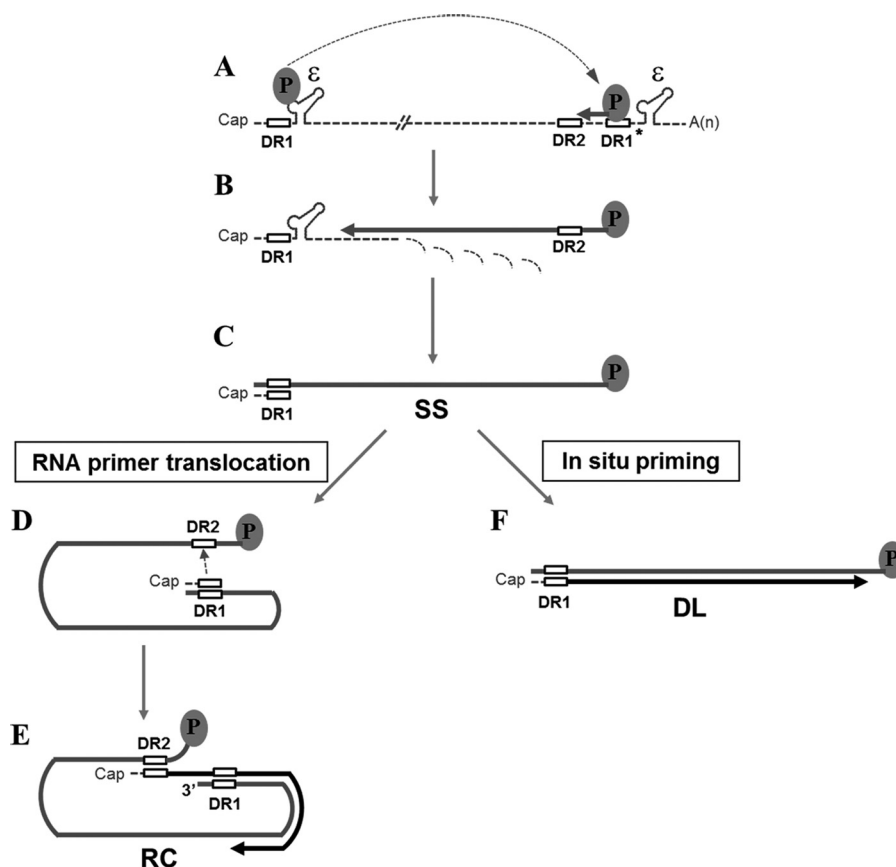 A
P
ε
P
ε
Cap
DR1
DR2
DR1
*
A(n)
B
P
Cap
DR1
DR2
C
P
Cap
DR1
SS
RNA primer translocation
In situ priming
D
DR2
P
Cap
DR1
F
P
Cap
DR1
DL
E
DR2
P
Cap
3'
DR1
RC